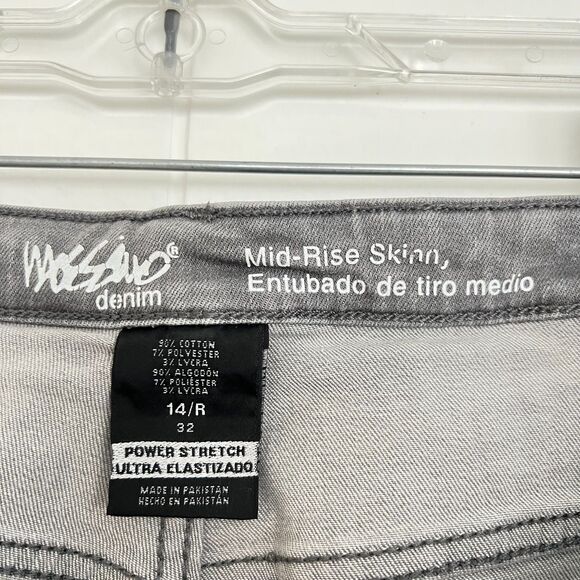 Mossimo®
denim
Mid-Rise Skinn,
Entubado de tiro medio
90% COTTON
7% POLYESTER
3% LYCRA
90% ALGODÓN
7% POLIÉSTER
3% LYCRA
14/R
32
POWER STRETCH
ULTRA ELASTIZADO
MADE IN PAKISTAN
HECHO EN PAKISTAN